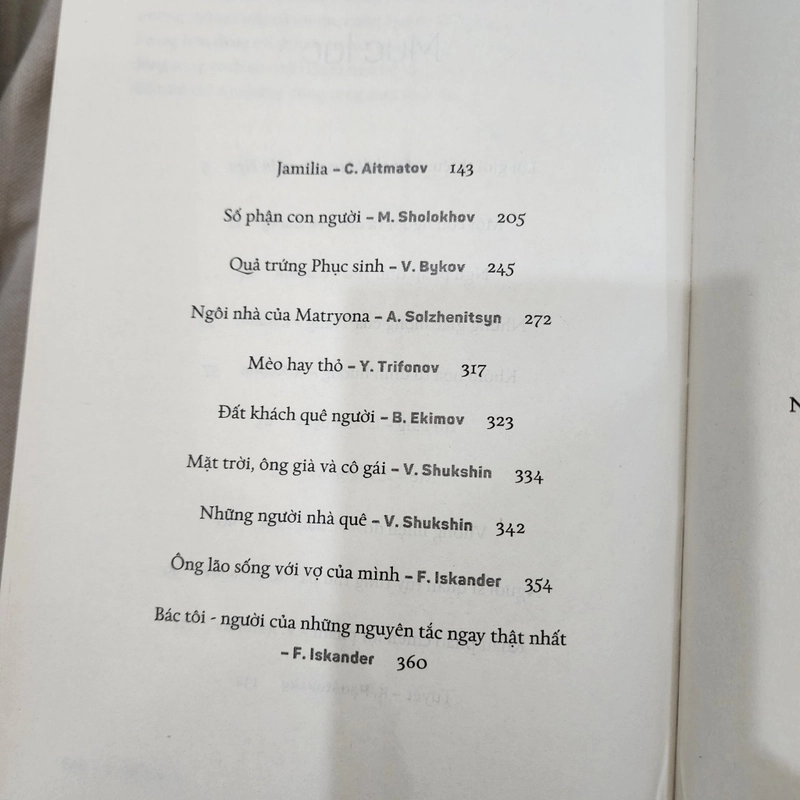 Jamilia – C. Aitmatov 143
Số phận con người – M. Sholokhov 205
Quả trứng Phục sinh – V. Bykov 245
Ngôi nhà của Matryona – A. Solzhenitsyn 272
Mèo hay thỏ – Y. Trifonov 317
Đất khách quê người – B. Ekimov 323
Mặt trời, ông già và cô gái – V. Shukshin 334
Những người nhà quê – V. Shukshin 342
Ông lão sống với vợ của mình – F. Iskander 354
Bác tôi - người của những nguyên tắc ngay thật nhất
– F. Iskander 360
N